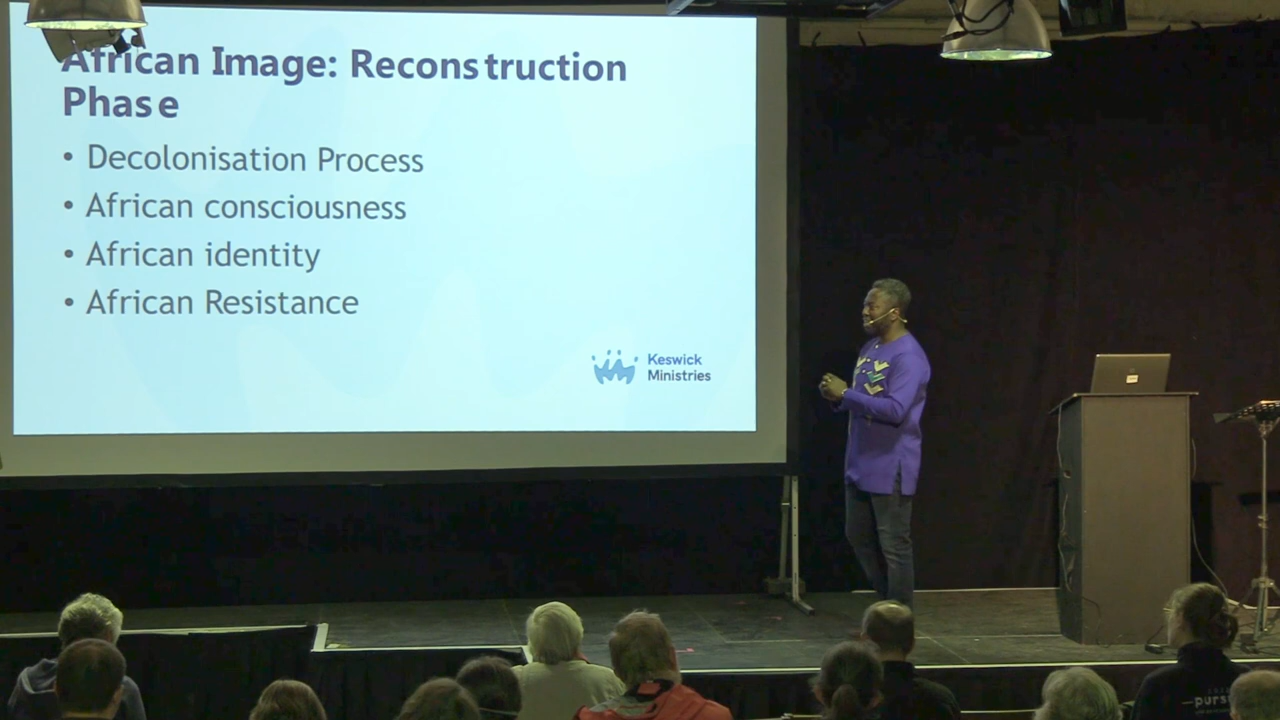 African Image: Reconstruction
Phase
• Decolonisation Process
• African consciousness
• African identity
• African Resistance
Keswick
Ministries